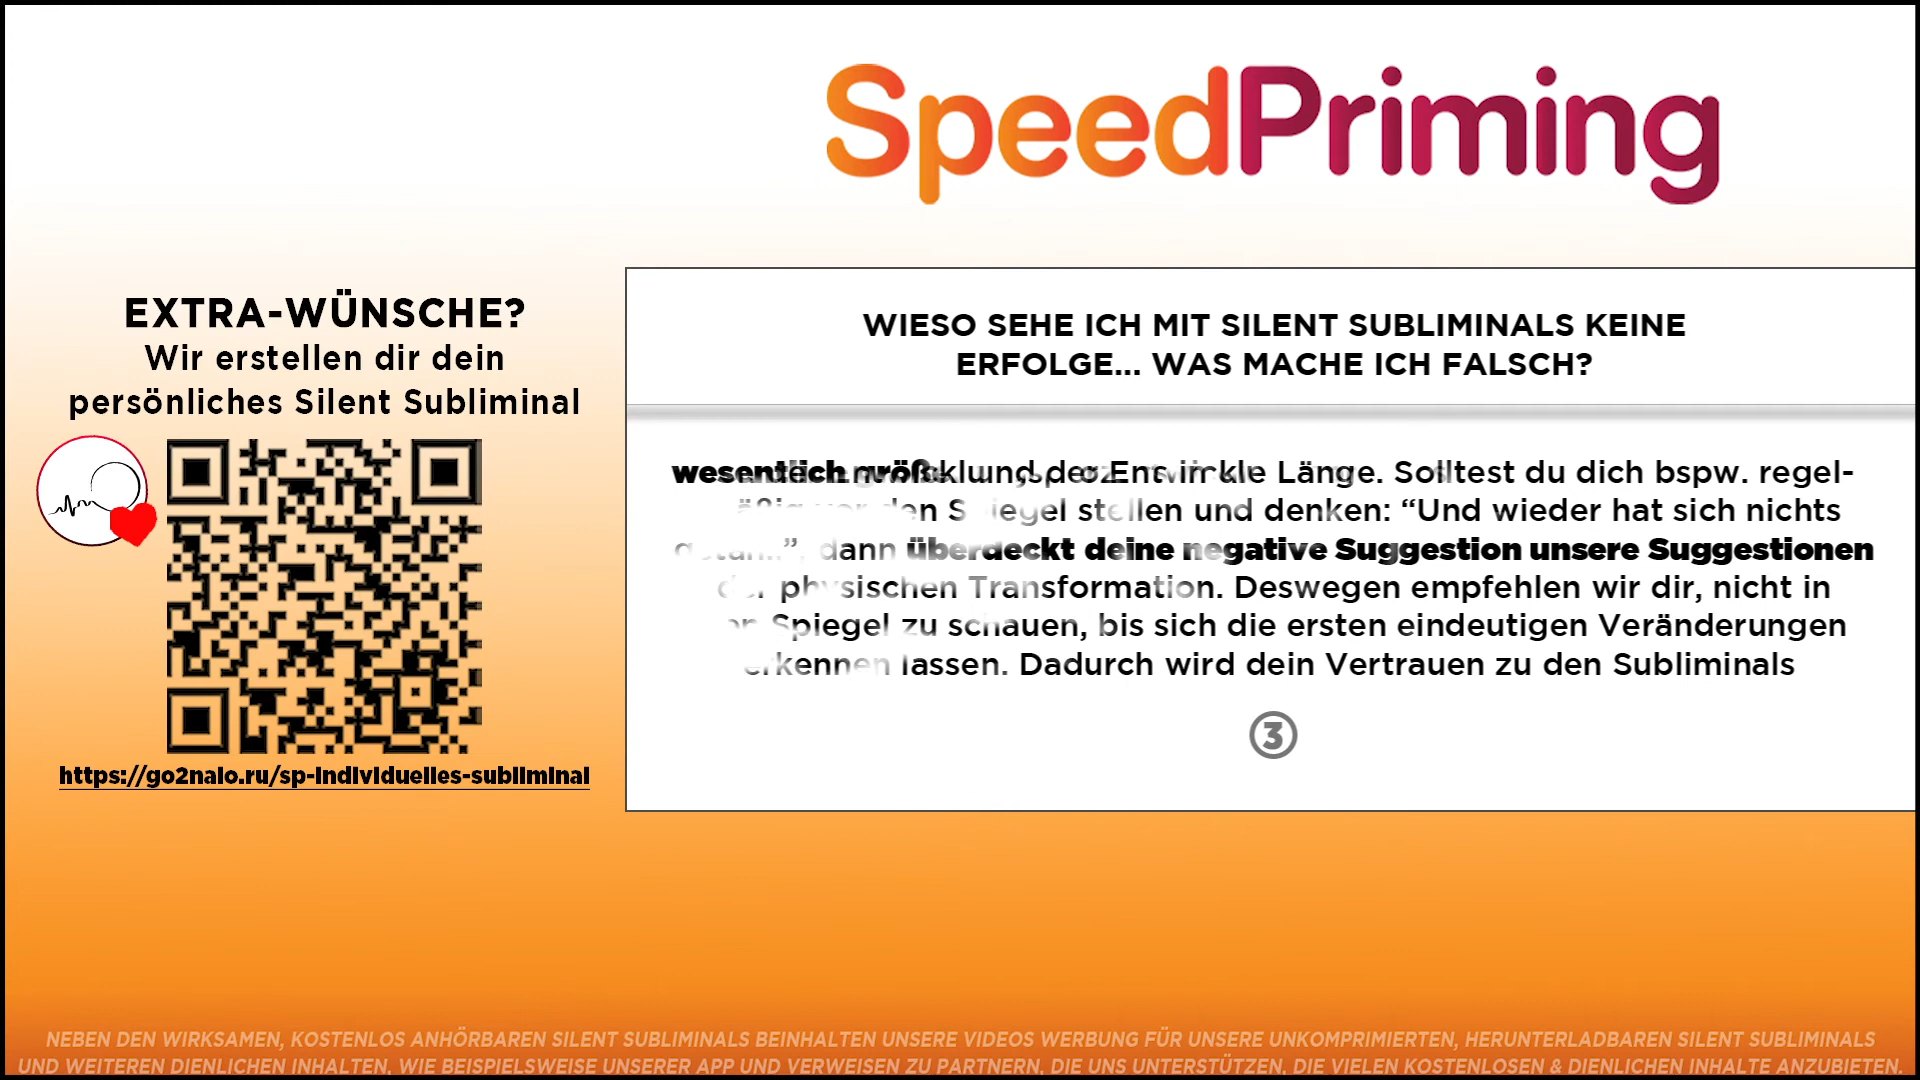 SpeedPriming
EXTRA-WÜNSCHE?
Wir erstellen dir dein
persönliches Silent Subliminal
https://go2nalo.ru/sp-individuelles-subliminal
WIESO SEHE ICH MIT SILENT SUBLIMINALS KEINE
ERFOLGE... WAS MACHE ICH FALSCH?
Länge. Solltest du dich bspw. regel-
den Spiegel stellen und denken: “Und wieder hat sich nichts
dann überdeckt deine negative Suggestion unsere Suggestionen
der physischen Transformation. Deswegen empfehlen wir dir, nicht in
Spiegel zu schauen, bis sich die ersten eindeutigen Veränderungen
erkennen lassen. Dadurch wird dein Vertrauen zu den Subliminals
3
NEBEN DEN WIRKSAMEN, KOSTENLOS ANHÖRBAREN SILENT SUBLIMINALS BEINHALTEN UNSERE VIDEOS WERBUNG FÜR UNSERE UNKOMPRIMIERTEN, HERUNTERLADBAREN SILENT SUBLIMINALS
UND WEITEREN DIENLICHEN INHALTEN, WIE BEISPIELSWEISE UNSERER APP UND VERWEISEN ZU PARTNERN, DIE UNS UNTERSTÜTZEN, DIE VIELEN KOSTENLOSEN & DIENLICHEN INHALTE ANZUBIETEN.